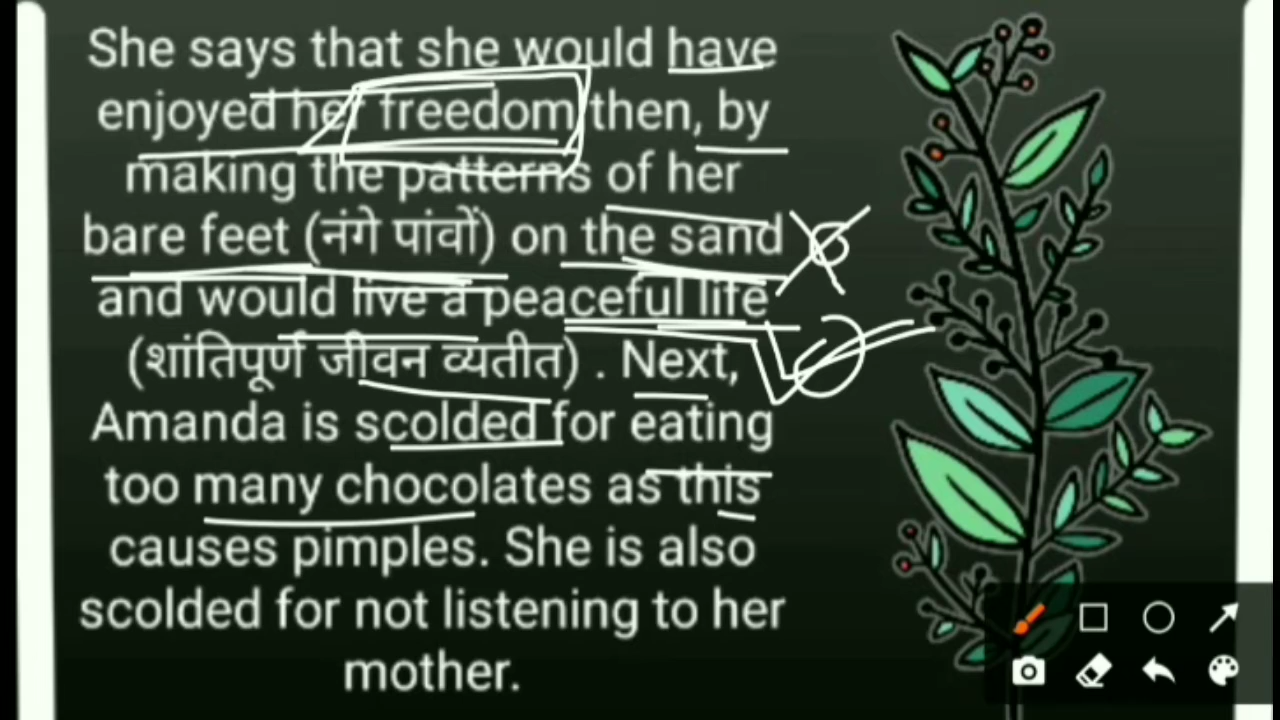 She says that she would have
enjoyed her freedom then, by
making the patterns of her
bare feet (नंगे पांवों) on the sand
and would live a peaceful life
(शांतिपूर्ण जीवन व्यतीत) . Next,
Amanda is scolded for eating
too many chocolates as this
causes pimples. She is also
scolded for not listening to her
mother.